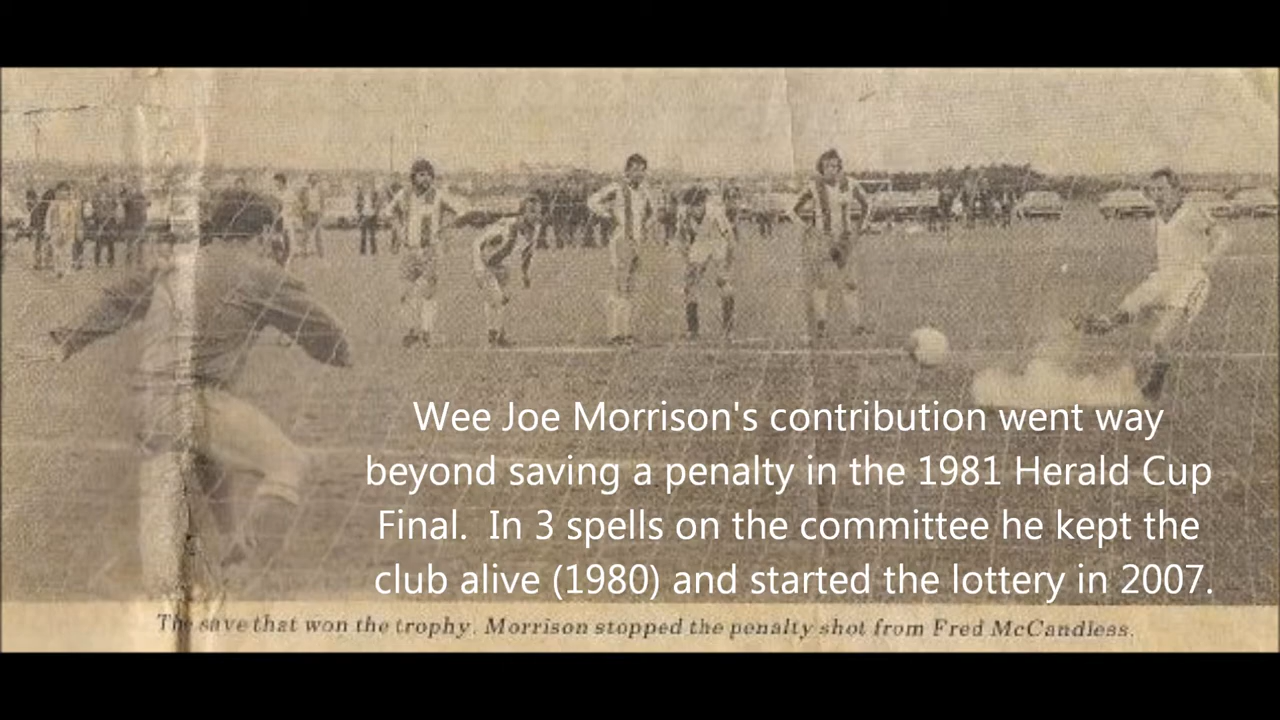 Wee Joe Morrison's contribution went way
beyond saving a penalty in the 1981 Herald Cup
Final.  In 3 spells on the committee he kept the
club alive (1980) and started the lottery in 2007.
The save that won the trophy. Morrison stopped the penalty shot from Fred McCandless.